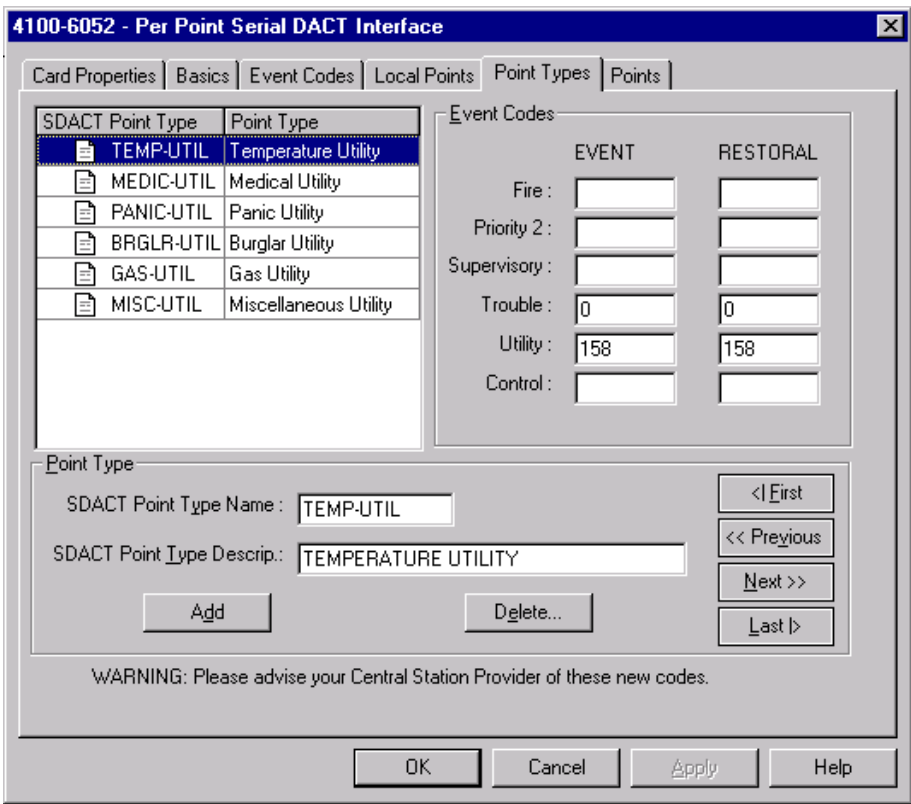 4100-6052 - Per Point Serial DACT Interface
Card Properties Basics Event Codes Local Points Point Types Points
SDACT Point Type Point Type
TEMP-UTIL Temperature Utility
MEDIC-UTIL Medical Utility
PANIC-UTIL Panic Utility
BRGLR-UTIL Burglar Utility
GAS-UTIL Gas Utility
MISC-UTIL Miscellaneous Utility
Event Codes
EVENT RESTORAL
Fire :
Priority 2 :
Supervisory :
Trouble : 0 0
Utility : 158 158
Control :
Point Type
SDACT Point Type Name : TEMP-UTIL
SDACT Point Type Descrip.: TEMPERATURE UTILITY
Add Delete...
<| First
<< Previous
Next >>
Last |>
WARNING: Please advise your Central Station Provider of these new codes.
OK Cancel Apply Help